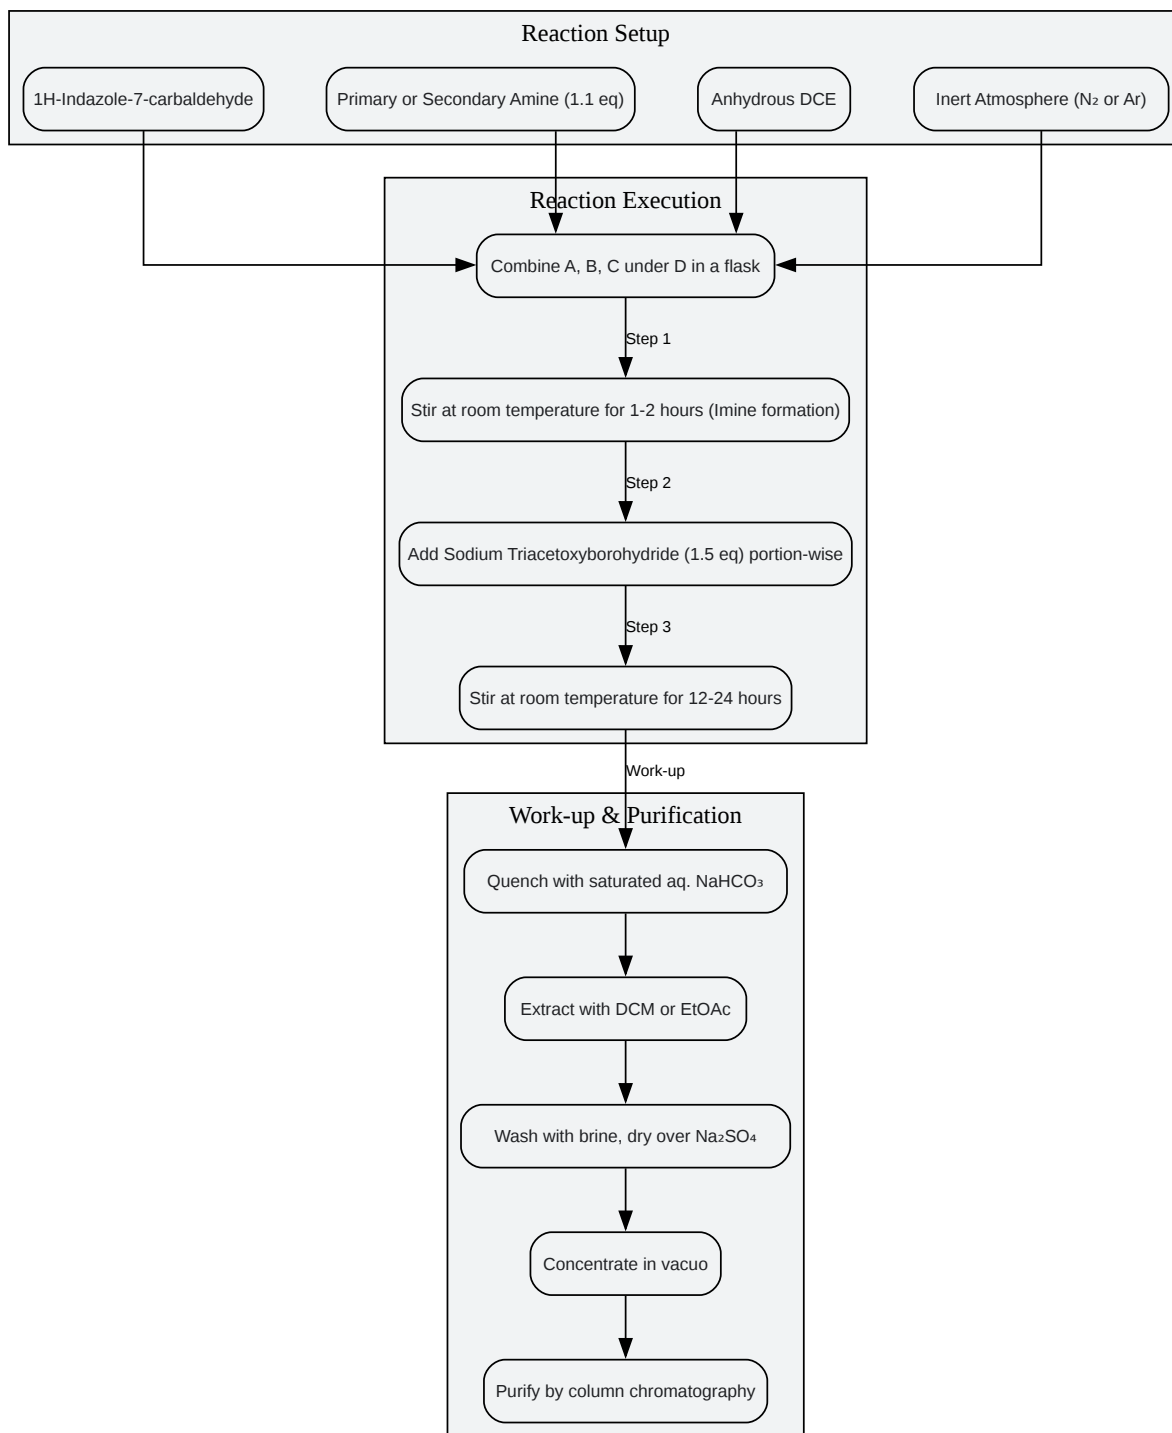 Reaction Setup
1H-Indazole-7-carbaldehyde
Primary or Secondary Amine (1.1 eq)
Anhydrous DCE
Inert Atmosphere (N₂ or Ar)
Reaction Execution
Combine A, B, C under D in a flask
Step 1
Stir at room temperature for 1-2 hours (Imine formation)
Step 2
Add Sodium Triacetoxyborohydride (1.5 eq) portion-wise
Step 3
Stir at room temperature for 12-24 hours
Work-up
Work-up & Purification
Quench with saturated aq. NaHCO₃
Extract with DCM or EtOAc
Wash with brine, dry over Na₂SO₄
Concentrate in vacuo
Purify by column chromatography